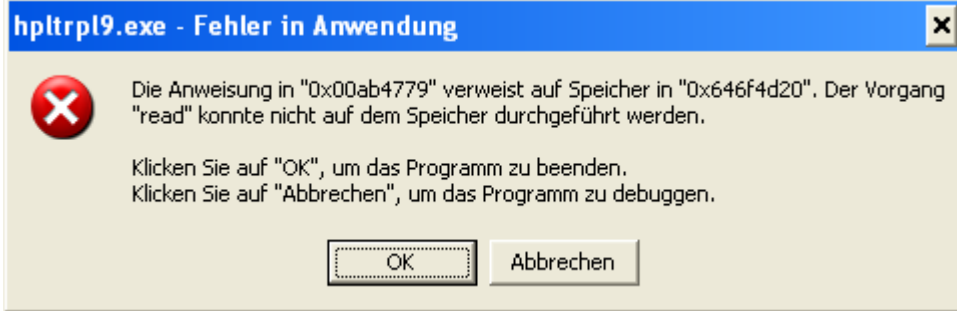 hpltrpl9.exe - Fehler in Anwendung
Die Anweisung in "0x00ab4779" verweist auf Speicher in "0x646f4d20". Der Vorgang
"read" konnte nicht auf dem Speicher durchgeführt werden.
Klicken Sie auf "OK", um das Programm zu beenden.
Klicken Sie auf "Abbrechen", um das Programm zu debuggen.
OK
Abbrechen